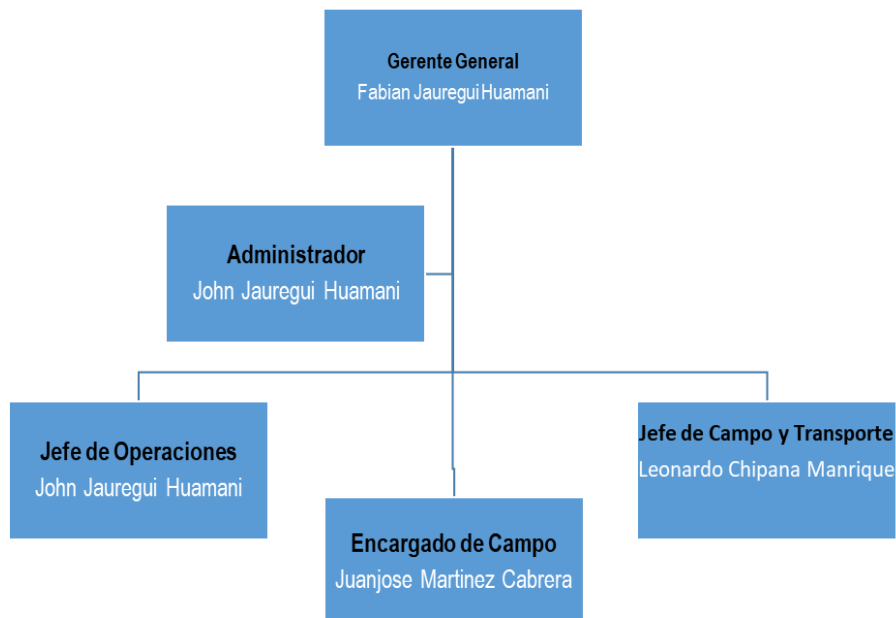 Gerente General
Fabian Jauregui Huamani
Administrador
John Jauregui Huamani
Jefe de Operaciones
John Jauregui Huamani
Encargado de Campo
Juanjose Martinez Cabrera
Jefe de Campo y Transporte
Leonardo Chipana Manrique